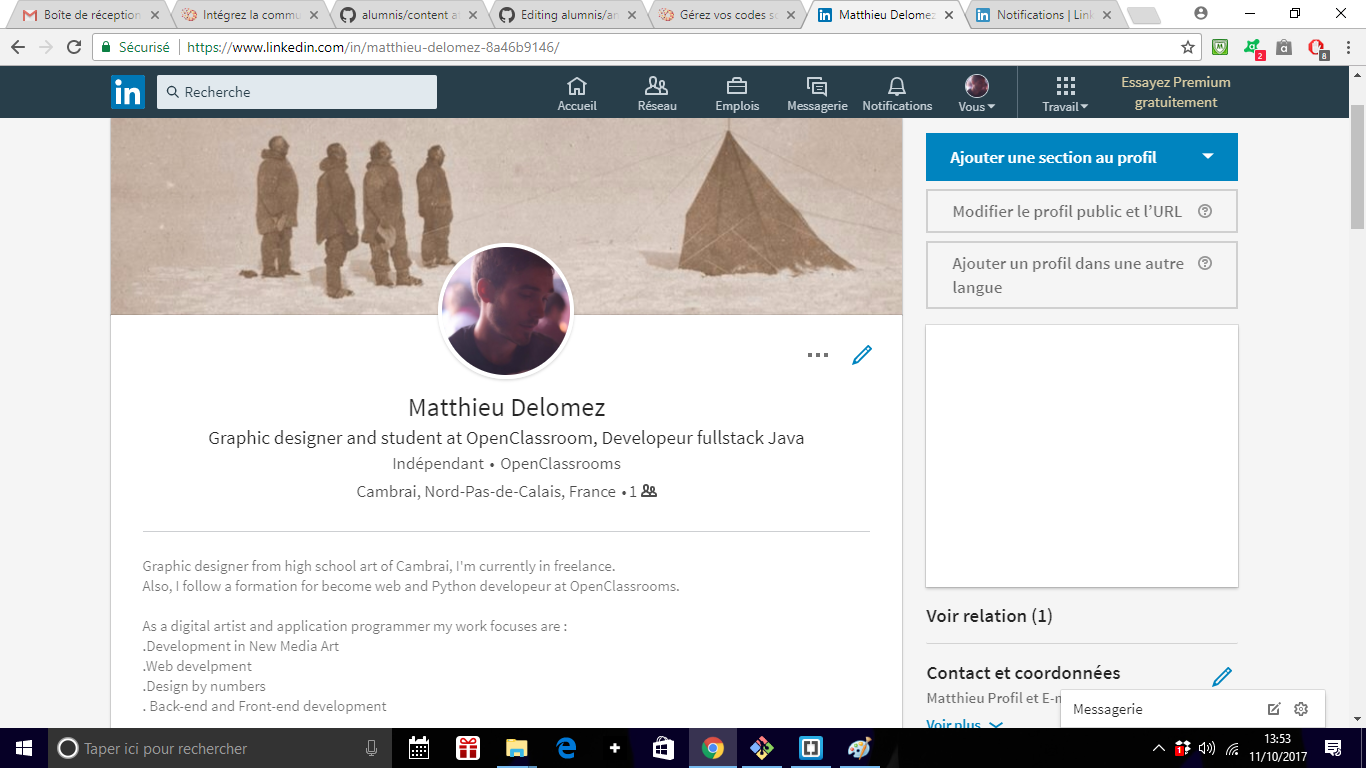 Boîte de réception
Intégrez la commu
alumnis/content a
Editing alumnis/an
Gérez vos codes so
Matthieu Delomez
Notifications | Link
Sécurisé
https://www.linkedin.com/in/matthieu-delomez-8a46b9146/
2
8
in
Recherche
Accueil
Réseau
Emplois
Messagerie
Notifications
Vous
Travail
Essayez Premium
gratuitement
Ajouter une section au profil
Modifier le profil public et l'URL
Ajouter un profil dans une autre
langue
Matthieu Delomez
Graphic designer and student at OpenClassroom, Developeur fullstack Java
Indépendant • OpenClassrooms
Cambrai, Nord-Pas-de-Calais, France • 1
Graphic designer from high school art of Cambrai, I'm currently in freelance.
Also, I follow a formation for become web and Python developeur at OpenClassrooms.
As a digital artist and application programmer my work focuses are :
.Development in New Media Art
.Web develpment
.Design by numbers
. Back-end and Front-end development
Voir relation (1)
Contact et coordonnées
Matthieu Profil et E-m
Voir plus
Messagerie
Taper ici pour rechercher
13:53
11/10/2017